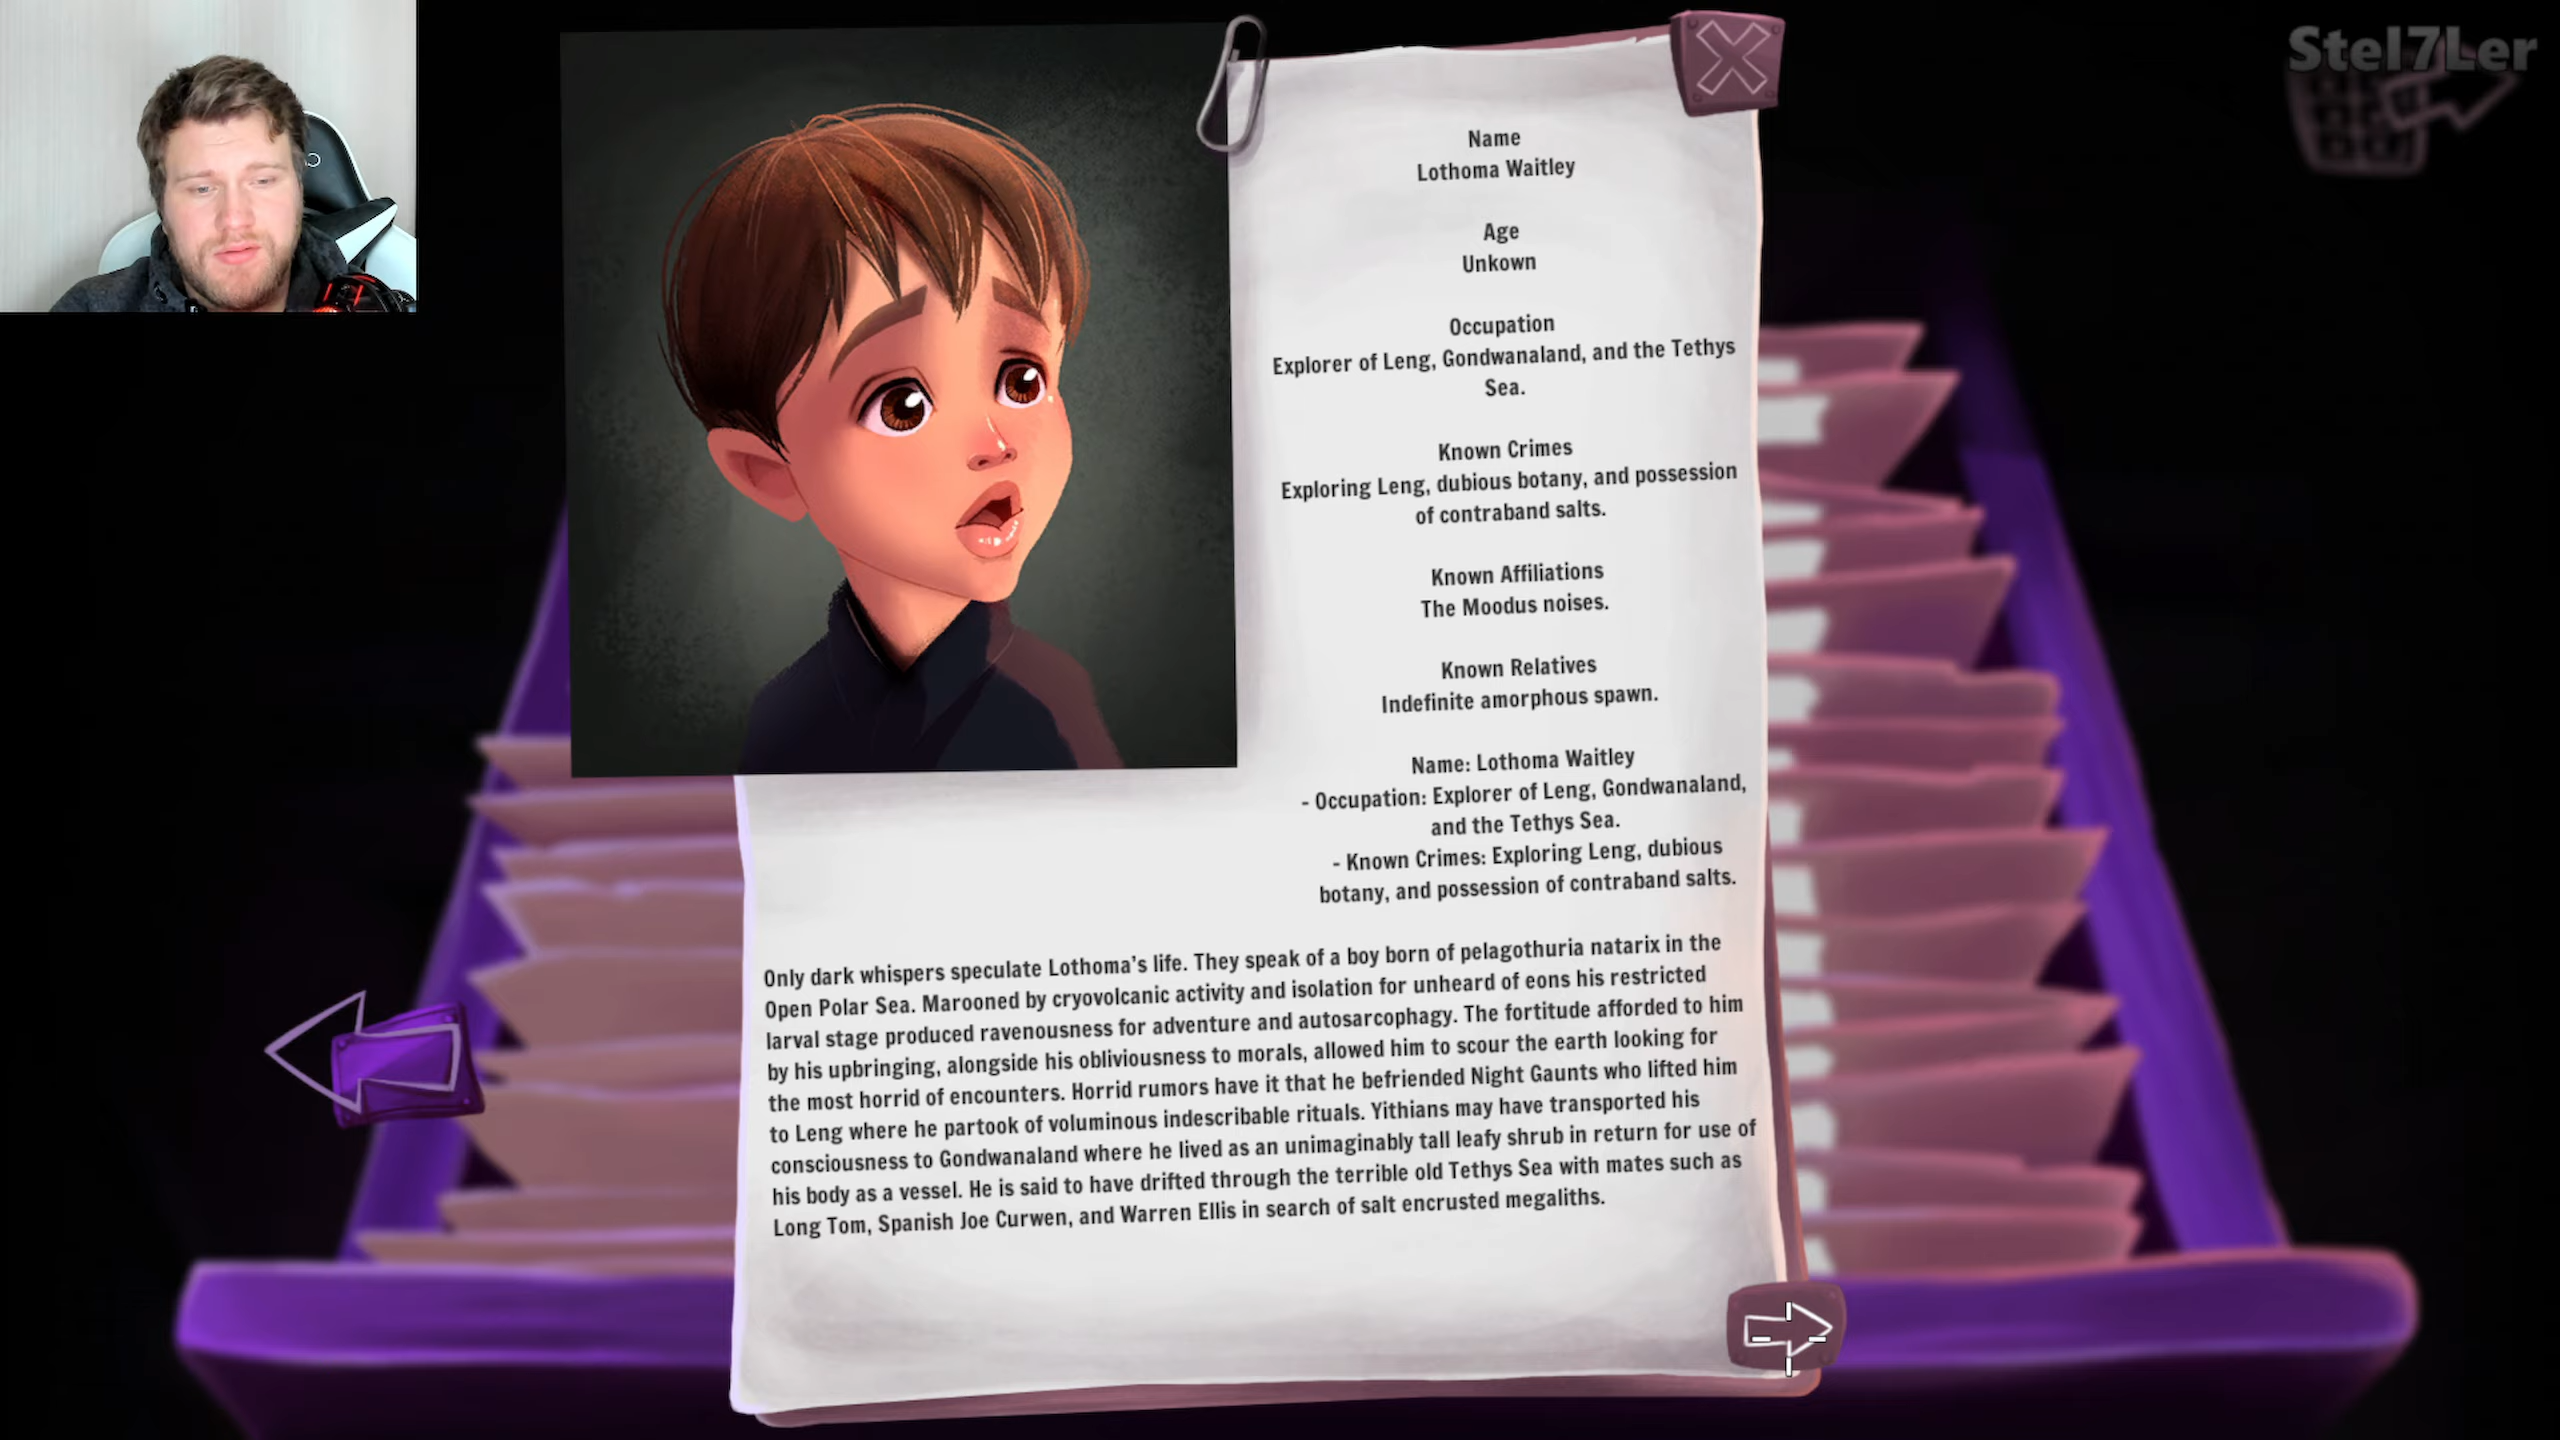 Stel7Ler
Name
Lothoma Waitley
Age
Unkown
Occupation
Explorer of Leng, Gondwanaland, and the Tethys
Sea.
Known Crimes
Exploring Leng, dubious botany, and possession
of contraband salts.
Known Affiliations
The Moodus noises.
Known Relatives
Indefinite amorphous spawn.
Name: Lothoma Waitley
- Occupation: Explorer of Leng, Gondwanaland,
and the Tethys Sea.
- Known Crimes: Exploring Leng, dubious
botany, and possession of contraband salts.
Only dark whispers speculate Lothoma's life. They speak of a boy born of pelagothuria natarix in the
Open Polar Sea. Marooned by cryovolcanic activity and isolation for unheard of eons his restricted
larval stage produced ravenousness for adventure and autosarcophagy. The fortitude afforded to him
by his upbringing, alongside his obliviousness to morals, allowed him to scour the earth looking for
the most horrid of encounters. Horrid rumors have it that he befriended Night Gaunts who lifted him
to Leng where he partook of voluminous indescribable rituals. Yithians may have transported his
consciousness to Gondwanaland where he lived as an unimaginably tall leafy shrub in return for use of
his body as a vessel. He is said to have drifted through the terrible old Tethys Sea with mates such as
Long Tom, Spanish Joe Curwen, and Warren Ellis in search of salt encrusted megaliths.